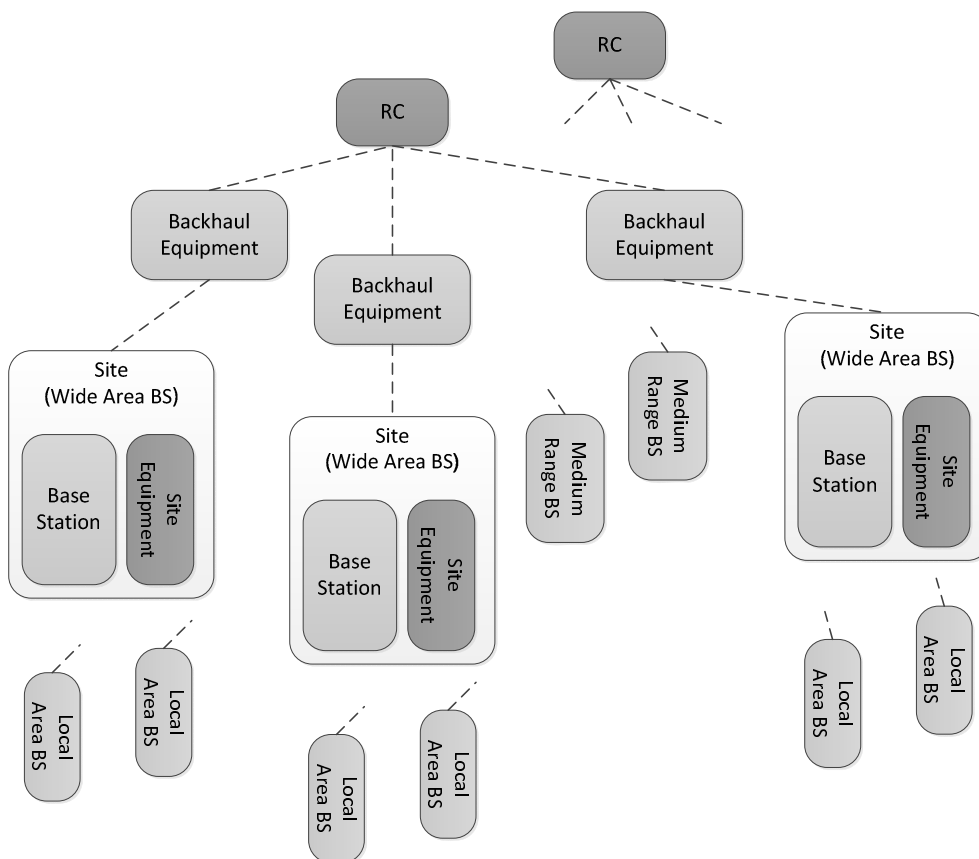 RC
RC
Backhaul
Equipment
Backhaul
Equipment
Backhaul
Equipment
Site
(Wide Area BS)
Base
Station
Site
Equipment
Site
(Wide Area BS)
Base
Station
Site
Equipment
Medium
Range BS
Medium
Range BS
Site
(Wide Area BS)
Base
Station
Site
Equipment
Local
Area BS
Local
Area BS
Local
Area BS
Local
Area BS
Local
Area BS
Local
Area BS